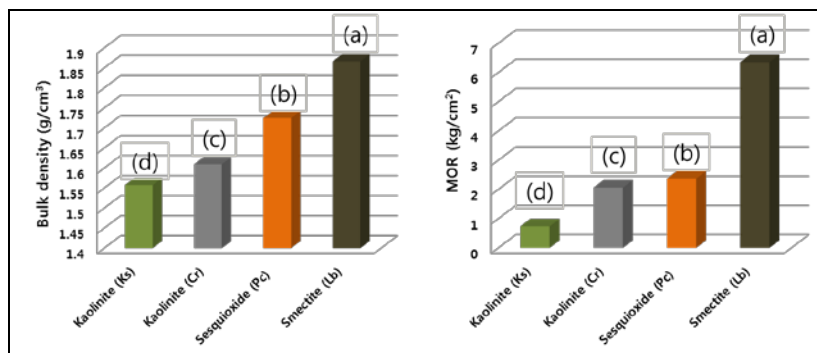 Bulk density (g/cm³)
1.9
1.85
1.8
1.75
1.7
1.65
1.6
1.55
1.5
1.45
1.4
(d)
(c)
(b)
(a)
Kaolinite (Ks)
Kaolinite (Cr)
Sesquioxide (Pc)
Smectite (Lb)
MOR (kg/cm²)
7
6
5
4
3
2
1
0
(d)
(c)
(b)
(a)
Kaolinite (Ks)
Kaolinite (Cr)
Sesquioxide (Pc)
Smectite (Lb)